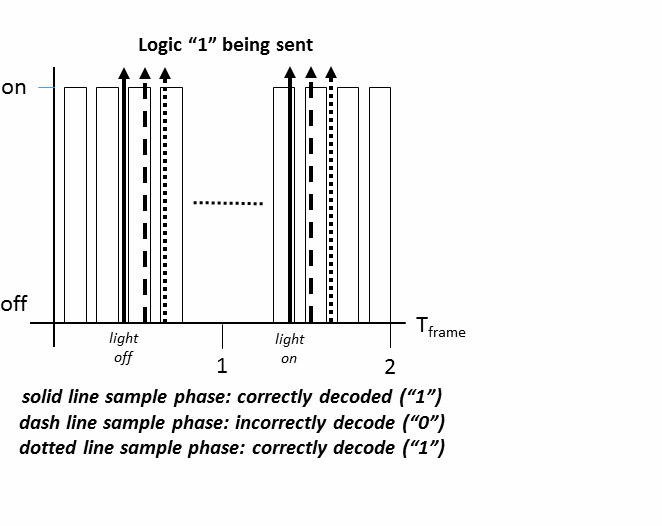 Logic “1” being sent
on
off
light
off
light
on
Tframe
1
2
solid line sample phase: correctly decoded (“1”)
dash line sample phase: incorrectly decode (“0”)
dotted line sample phase: correctly decode (“1”)